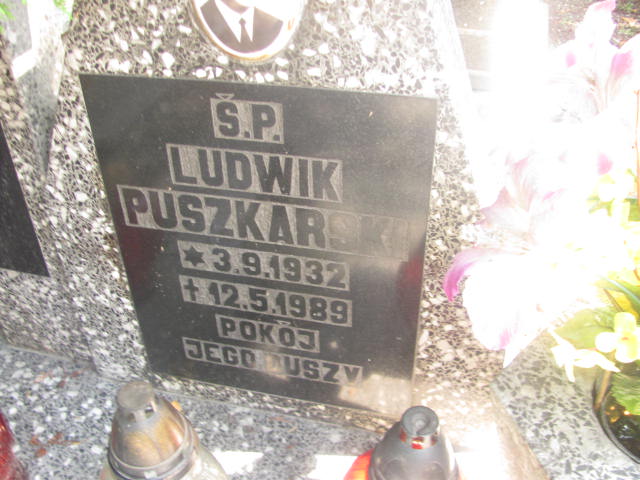 Ś.P.
LUDWIK
PUSZKARSKI
* 3.9.1932
† 12.5.1989
POKÓJ
JEGO DUSZY